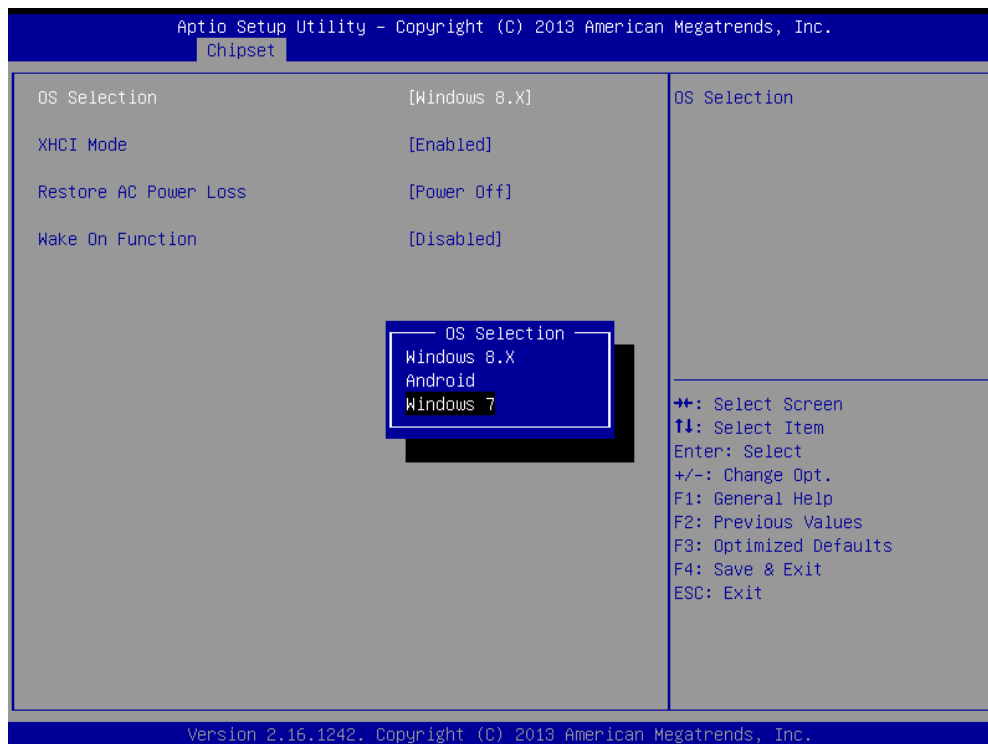 Aptio Setup Utility – Copyright (C) 2013 American Megatrends, Inc.
Chipset
OS Selection [Windows 8.X]
XHCI Mode [Enabled]
Restore AC Power Loss [Power Off]
Wake On Function [Disabled]
OS Selection
OS Selection
Windows 8.X
Android
Windows 7
→←: Select Screen
↑↓: Select Item
Enter: Select
+/-: Change Opt.
F1: General Help
F2: Previous Values
F3: Optimized Defaults
F4: Save & Exit
ESC: Exit
Version 2.16.1242. Copyright (C) 2013 American Megatrends, Inc.